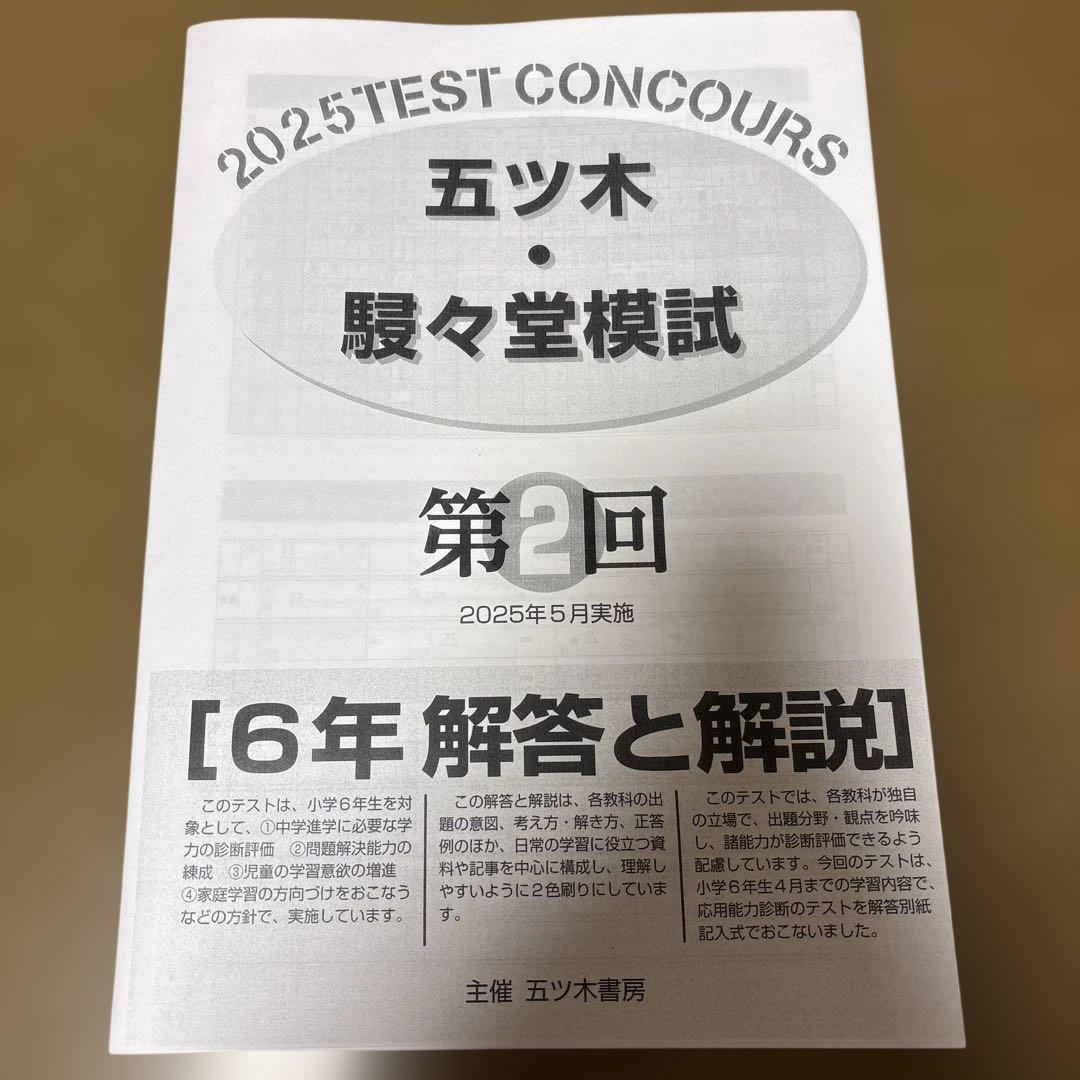 2025 TEST CONCOURS
五ツ木
・
駸々堂模試
第2回
2025年5月実施
[6年 解答と解説]
このテストは、小学6年生を対
象として、①中学進学に必要な学
力の診断評価 ②問題解決能力の
練成 ③児童の学習意欲の増進
④家庭学習の方向づけをおこなう
などの方針で、実施しています。
この解答と解説は、各教科の出
題の意図、考え方・解き方、正答
例のほか、日常の学習に役立つ資
料や記事を中心に構成し、理解し
やすいように2色刷りにしていま
す。
このテストでは、各教科が独自
の立場で、出題分野・観点を吟味
し、諸能力が診断評価できるよう
配慮しています。今回のテストは、
小学6年生4月までの学習内容で、
応用能力診断のテストを解答別紙
記入式でおこないました。
主催 五ツ木書房